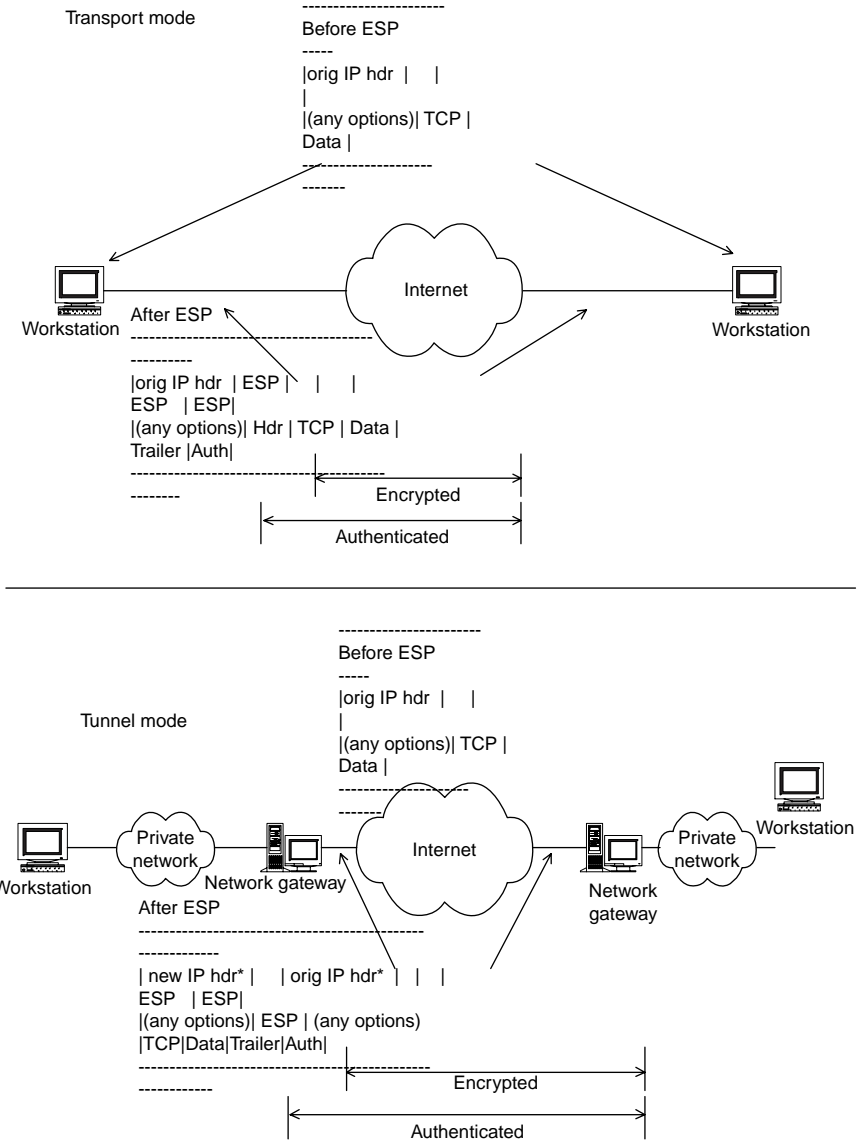 Transport mode
-----------------------
Before ESP
-----
|orig IP hdr | |
|
|(any options)| TCP |
Data |
---------------------
-------
Internet
Workstation
Workstation
After ESP
---------------------------------------
----------
|orig IP hdr | ESP | | |
ESP | ESP|
|(any options)| Hdr | TCP | Data |
Trailer |Auth|
-----------------------------------------
--------
Encrypted
Authenticated
-----------------------
Before ESP
-----
|orig IP hdr | |
|
|(any options)| TCP |
Data |
---------------------
-------
Tunnel mode
Workstation
Private
network
Network gateway
Internet
Network
gateway
Private
network
Workstation
After ESP
----------------------------------------------
-------------
| new IP hdr* | | orig IP hdr* | | |
ESP | ESP|
|(any options)| ESP | (any options)
|TCP|Data|Trailer|Auth|
-----------------------------------------------
------------
Encrypted
Authenticated